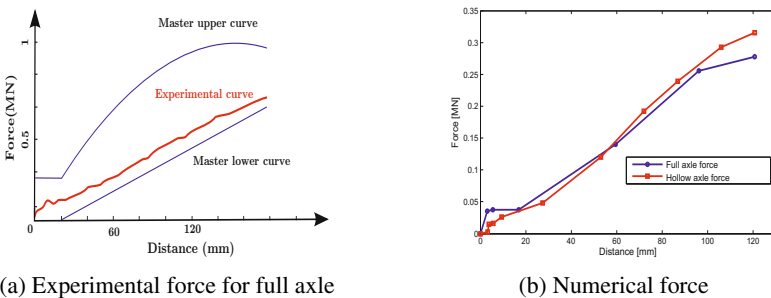 Master upper curve
Experimental curve
Master lower curve
Force(MN)
1
0.5
0
60
120
Distance (mm)
(a) Experimental force for full axle
0.35
0.3
0.25
0.2
0.15
0.1
0.05
0
Force [MN]
Full axle force
Hollow axle force
0 20 40 60 80 100 120
Distance [mm]
(b) Numerical force